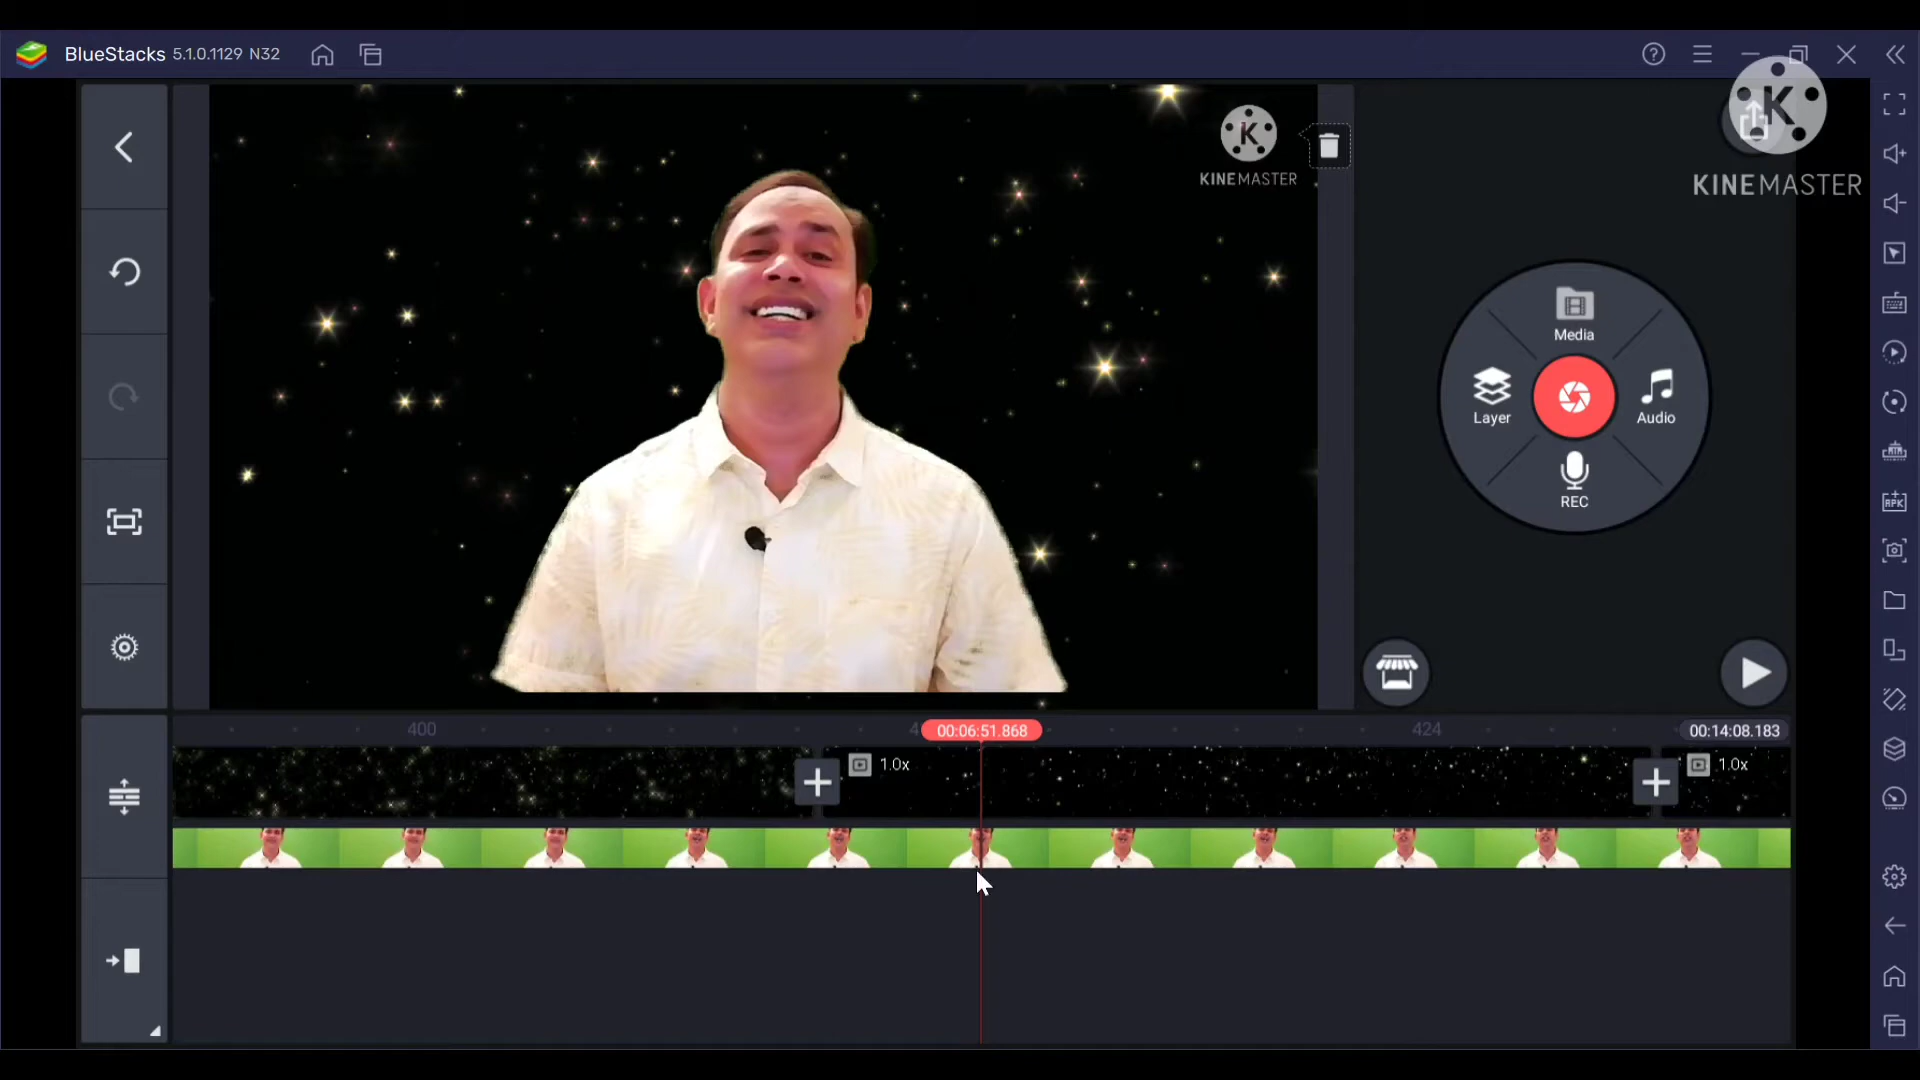 BlueStacks 5.1.0.1129 N32
KINEMASTER
KINEMASTER
Media
Layer
Audio
REC
400
00:06:51.868
424
00:14:08.183
1.0x
1.0x
APK